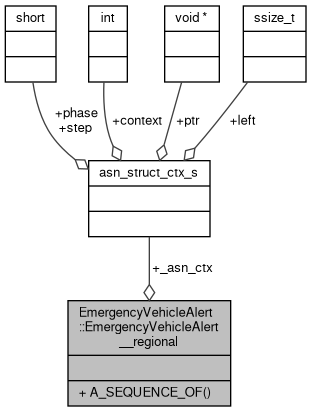 short
int
void *
ssize_t
+phase
+step
+context
+ptr
+left
asn_struct_ctx_s
+_asn_ctx
EmergencyVehicleAlert
::EmergencyVehicleAlert
__regional
+ A_SEQUENCE_OF()